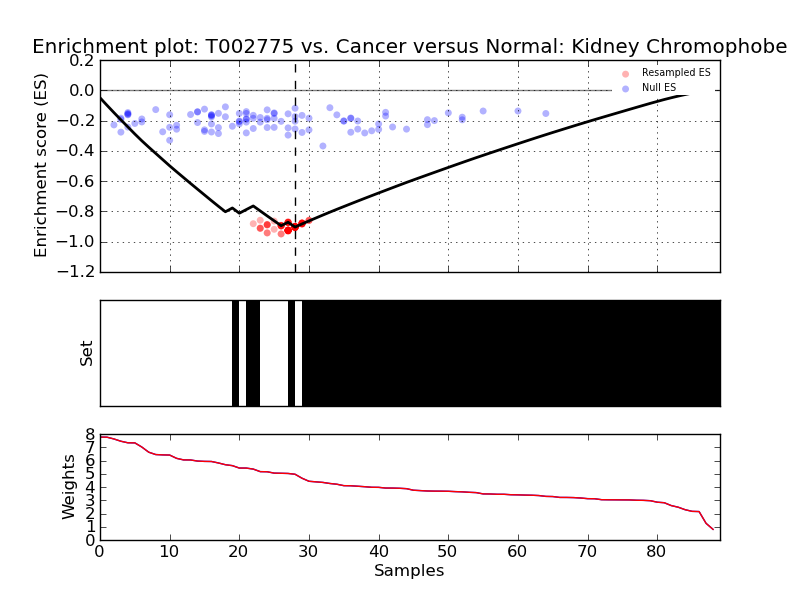 Enrichment plot: T002775 vs. Cancer versus Normal: Kidney Chromophobe
Enrichment score (ES)
0.2
0.0
−0.2
−0.4
−0.6
−0.8
−1.0
−1.2
Resampled ES
Null ES
Set
Weights
8
7
6
5
4
3
2
1
0
0 10 20 30 40 50 60 70 80
Samples